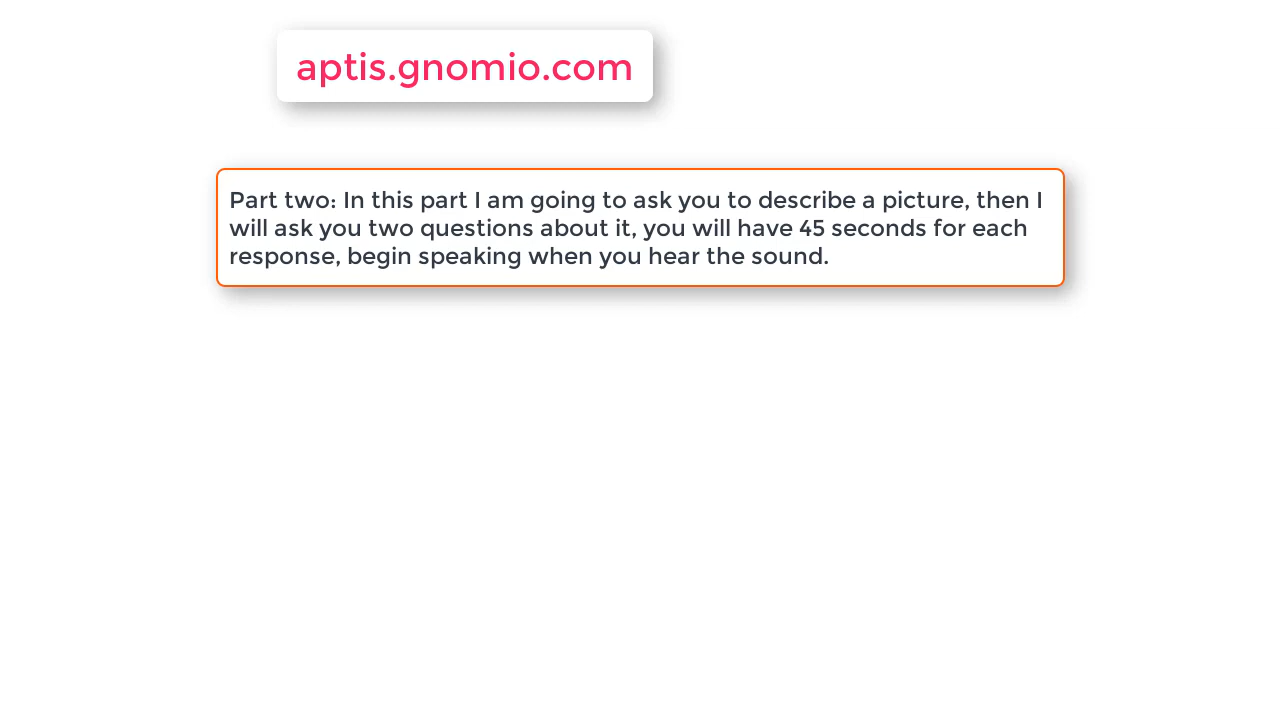 aptis.gnomio.com
Part two: In this part I am going to ask you to describe a picture, then I
will ask you two questions about it, you will have 45 seconds for each
response, begin speaking when you hear the sound.